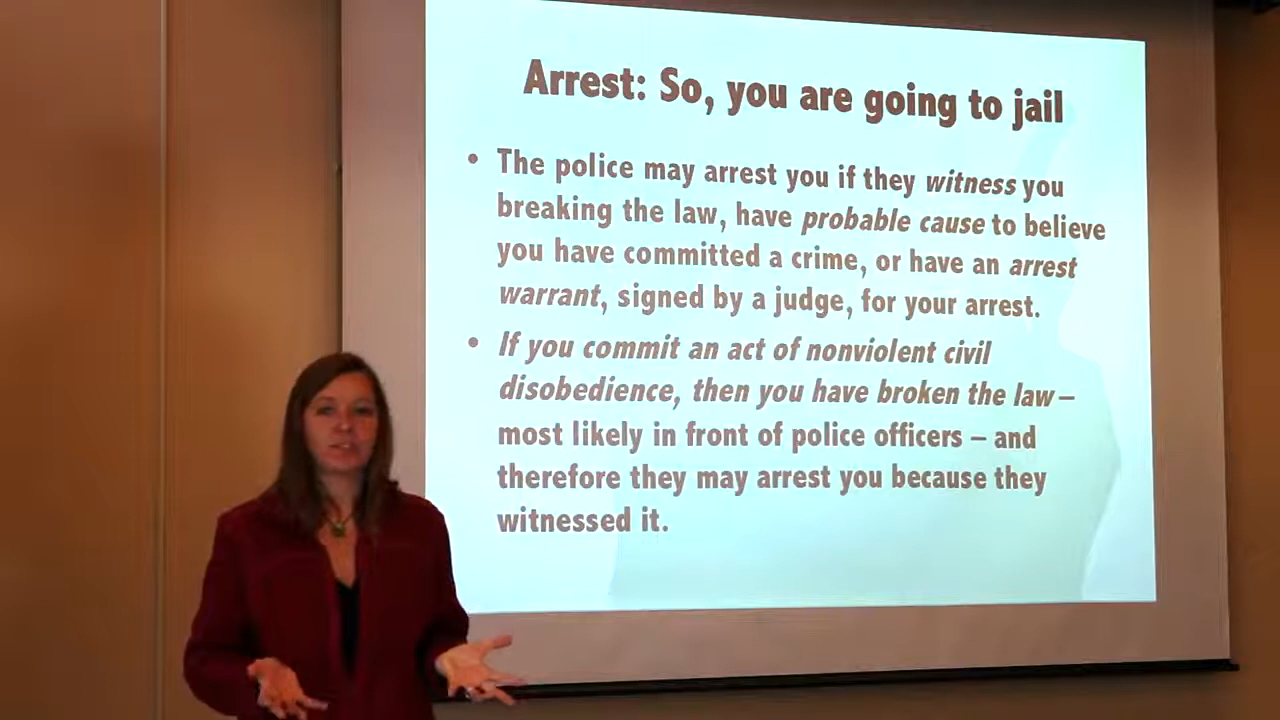 Arrest: So, you are going to jail
• The police may arrest you if they witness you
breaking the law, have probable cause to believe
you have committed a crime, or have an arrest
warrant, signed by a judge, for your arrest.
• If you commit an act of nonviolent civil
disobedience, then you have broken the law –
most likely in front of police officers – and
therefore they may arrest you because they
witnessed it.